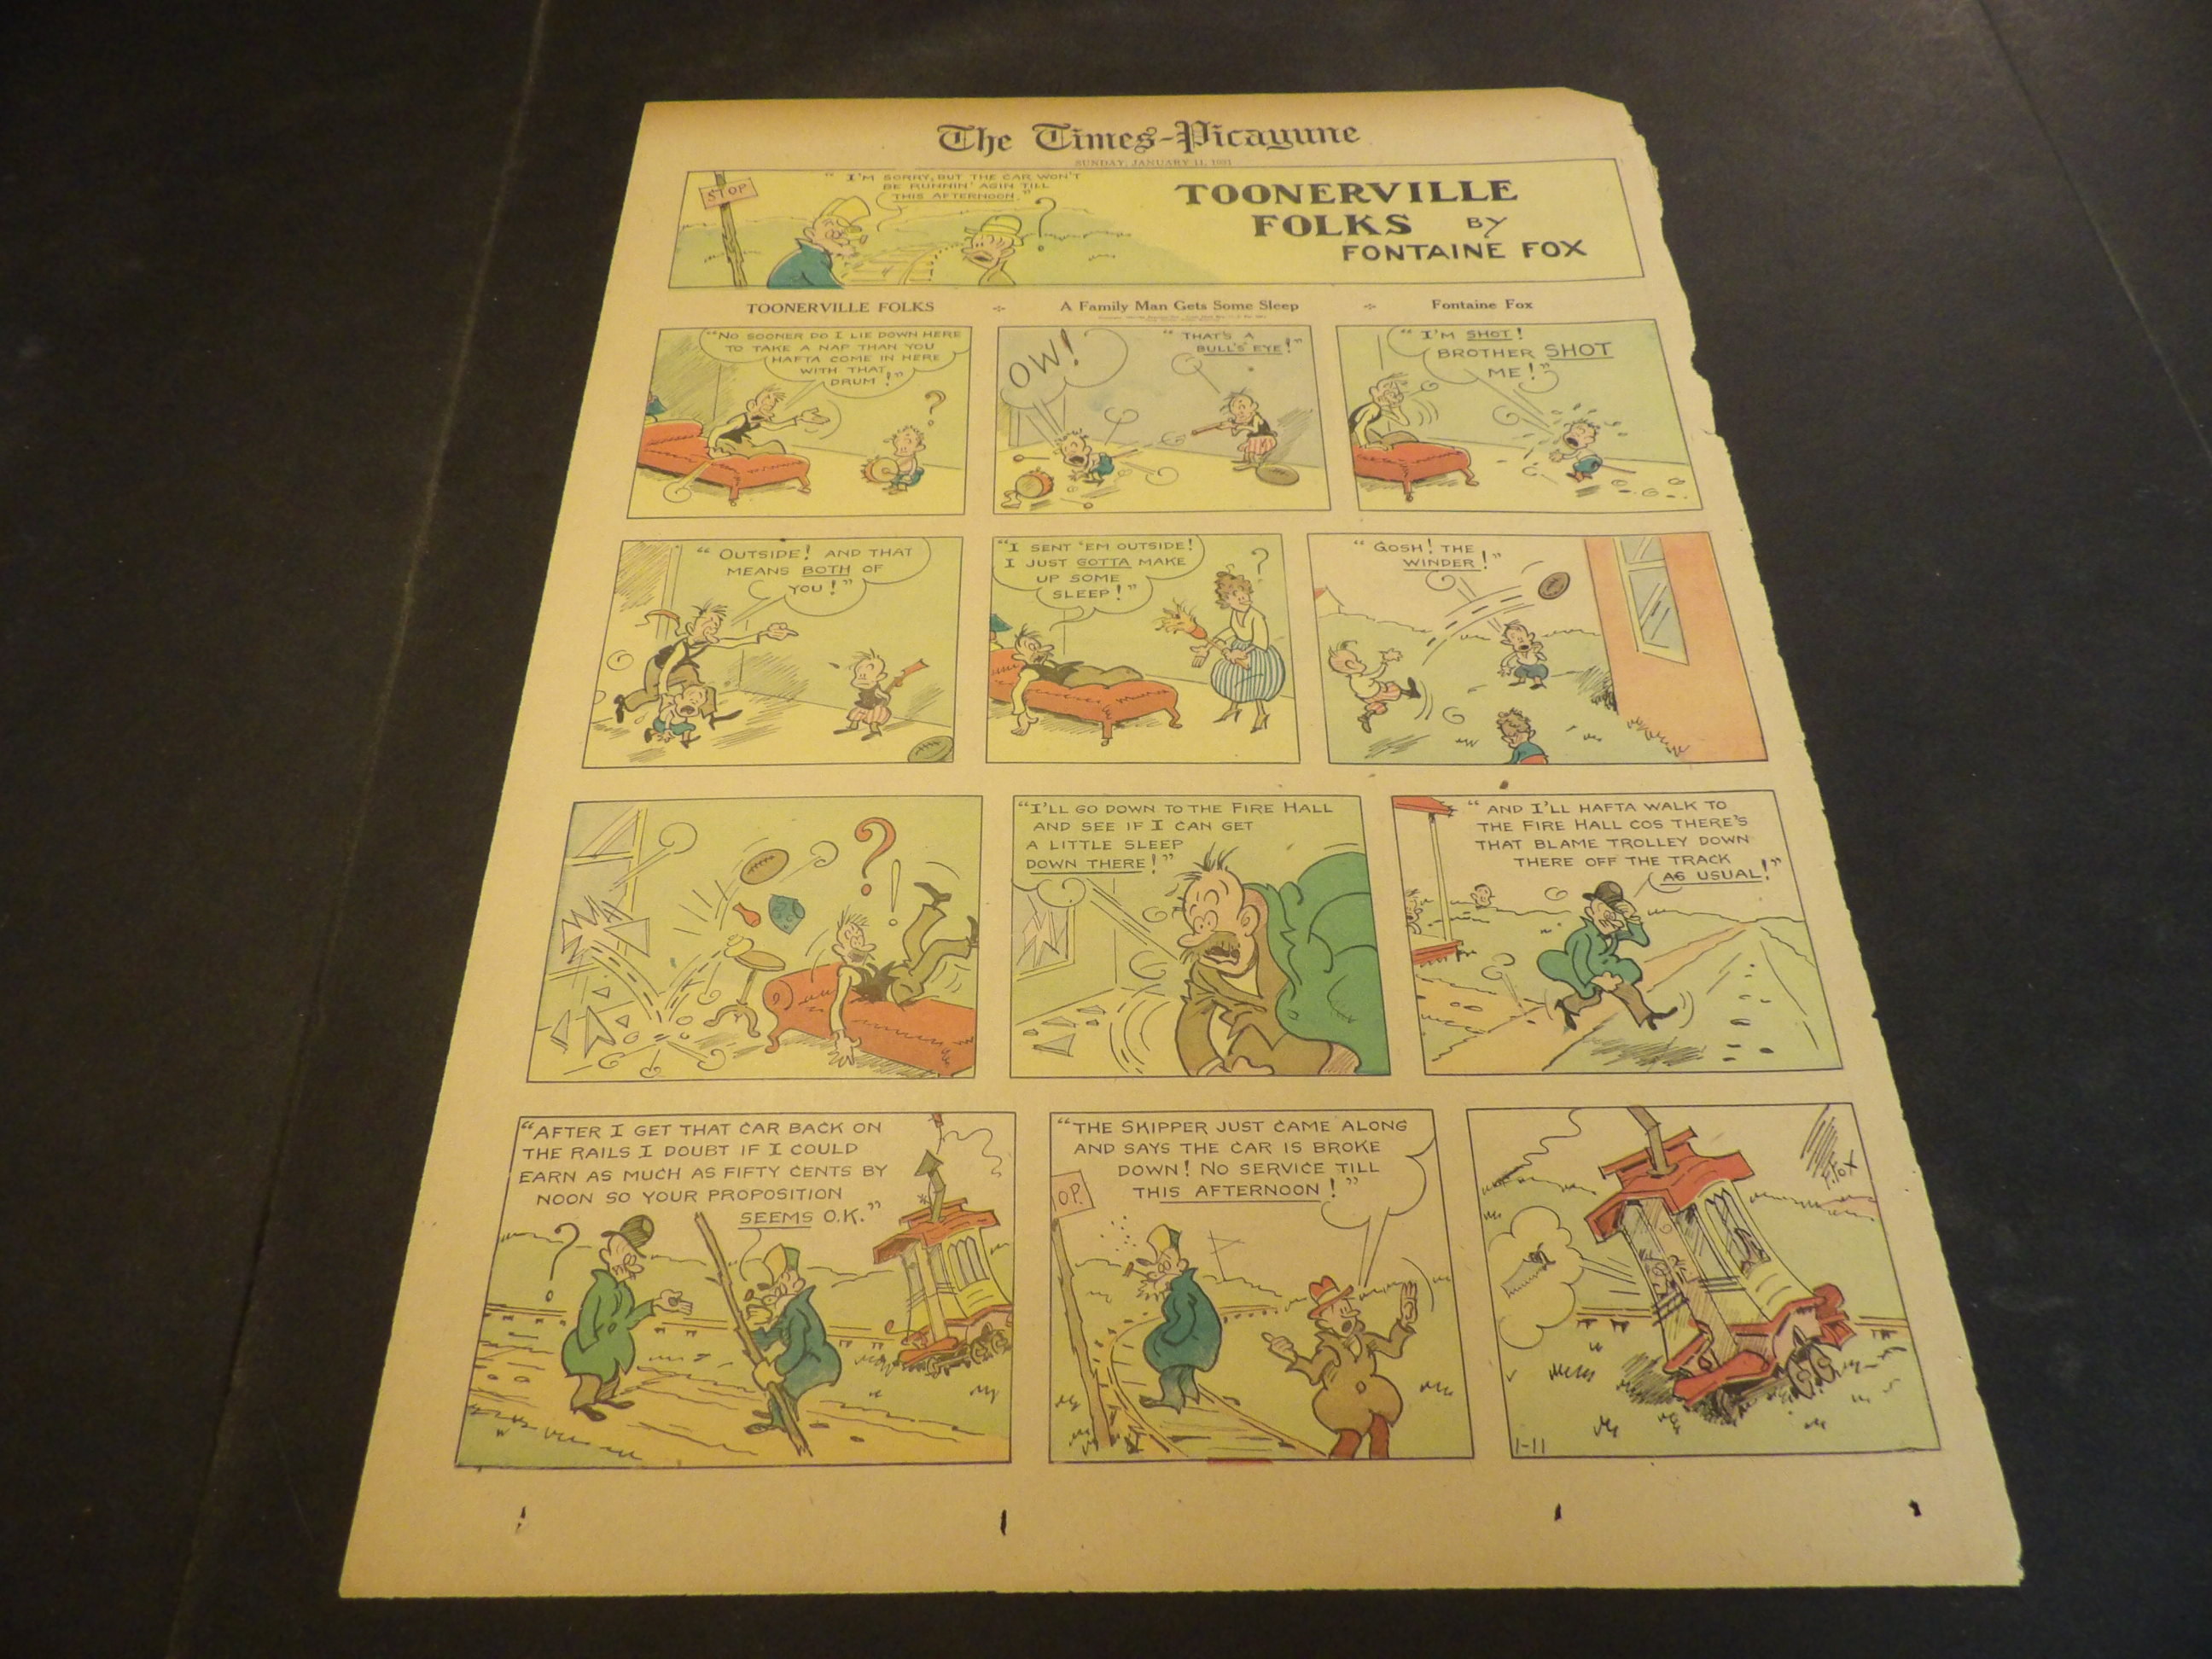 The Times-Picayune
SUNDAY, JANUARY 11, 1931
STOP
" I'M SORRY, BUT THE CAR WON'T
BE RUNNIN' AGIN TILL
THIS AFTERNOON."
?
TOONERVILLE
FOLKS BY
FONTAINE FOX
TOONERVILLE FOLKS
A Family Man Gets Some Sleep
Fontaine Fox
"NO SOONER DO I LIE DOWN HERE
TO TAKE A NAP THAN YOU
HAFTA COME IN HERE
WITH THAT
DRUM!"
?
OW!
"THAT'S A
BULL'S EYE!"
"I'M SHOT!
BROTHER SHOT
ME!"
"OUTSIDE! AND THAT
MEANS BOTH OF
YOU!"
"I SENT 'EM OUTSIDE!
I JUST GOTTA MAKE
UP SOME
SLEEP!"
?
"GOSH! THE
WINDER!"
? !
"I'LL GO DOWN TO THE FIRE HALL
AND SEE IF I CAN GET
A LITTLE SLEEP
DOWN THERE!"
"AND I'LL HAFTA WALK TO
THE FIRE HALL COS THERE'S
THAT BLAME TROLLEY DOWN
THERE OFF THE TRACK
AS USUAL!"
"AFTER I GET THAT CAR BACK ON
THE RAILS I DOUBT IF I COULD
EARN AS MUCH AS FIFTY CENTS BY
NOON SO YOUR PROPOSITION
SEEMS O.K."
?
"THE SKIPPER JUST CAME ALONG
AND SAYS THE CAR IS BROKE
DOWN! NO SERVICE TILL
THIS AFTERNOON!"
OP.
F. FOX
1-11